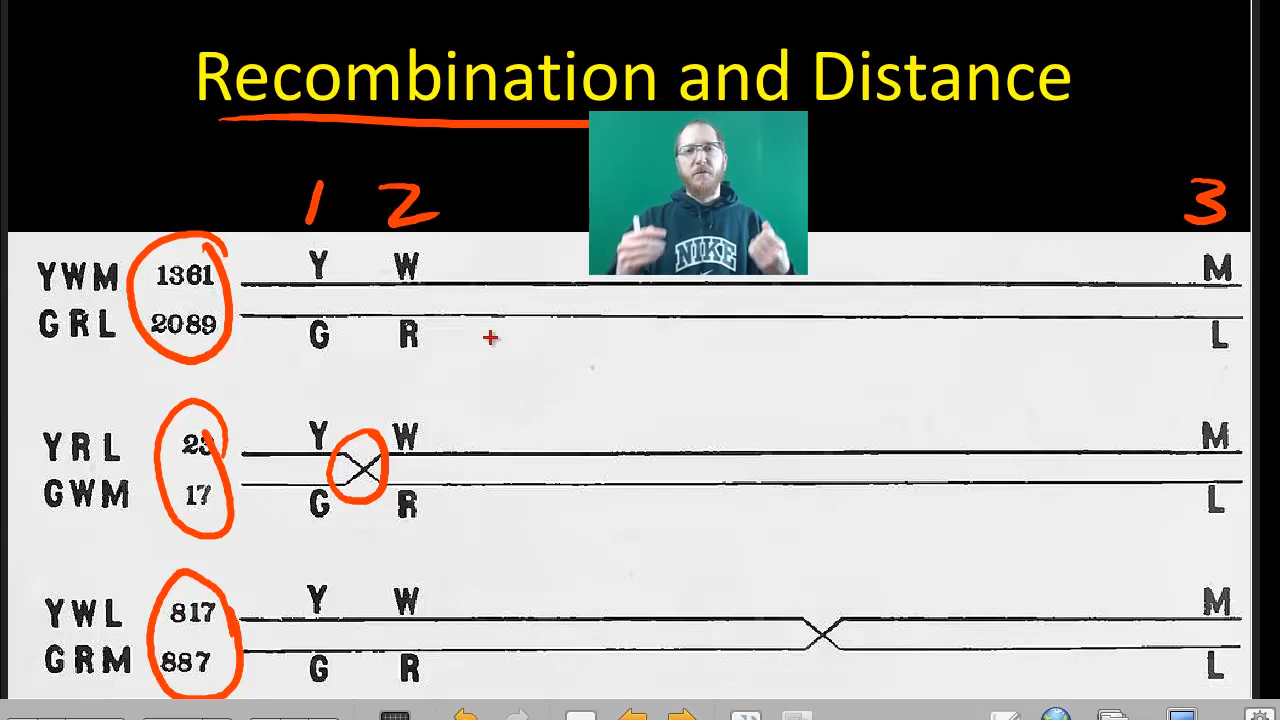 Recombination and Distance
1 2 3
NIKE
YWM 1361 Y W M
GRL 2089 G R L
YRL 23 Y W M
GWM 17 G R L
YWL 817 Y W M
GRM 887 G R L